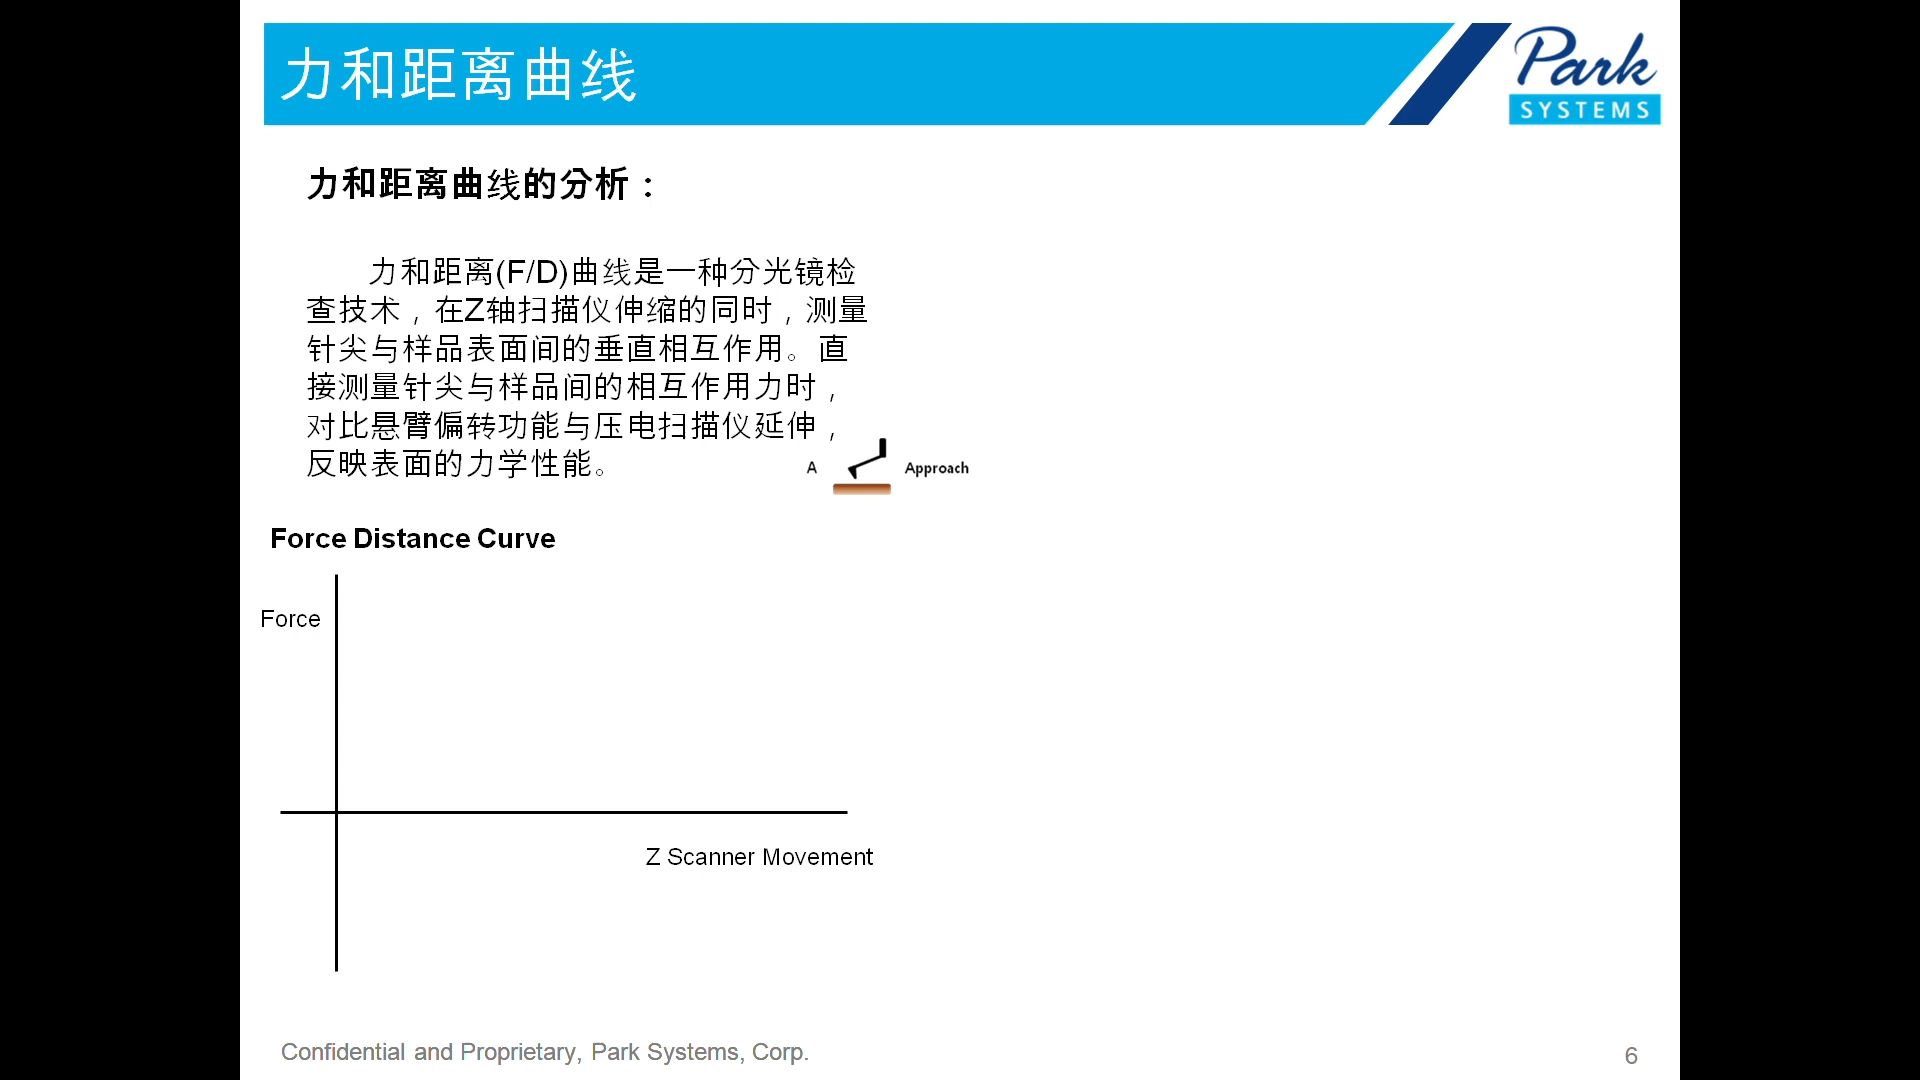 力和距离曲线
Park
SYSTEMS
力和距离曲线的分析：
力和距离(F/D)曲线是一种分光镜检
查技术，在Z轴扫描仪伸缩的同时，测量
针尖与样品表面间的垂直相互作用。直
接测量针尖与样品间的相互作用力时，
对比悬臂偏转功能与压电扫描仪延伸，
反映表面的力学性能。
A Approach
Force Distance Curve
Force
Z Scanner Movement
Confidential and Proprietary, Park Systems, Corp.
6